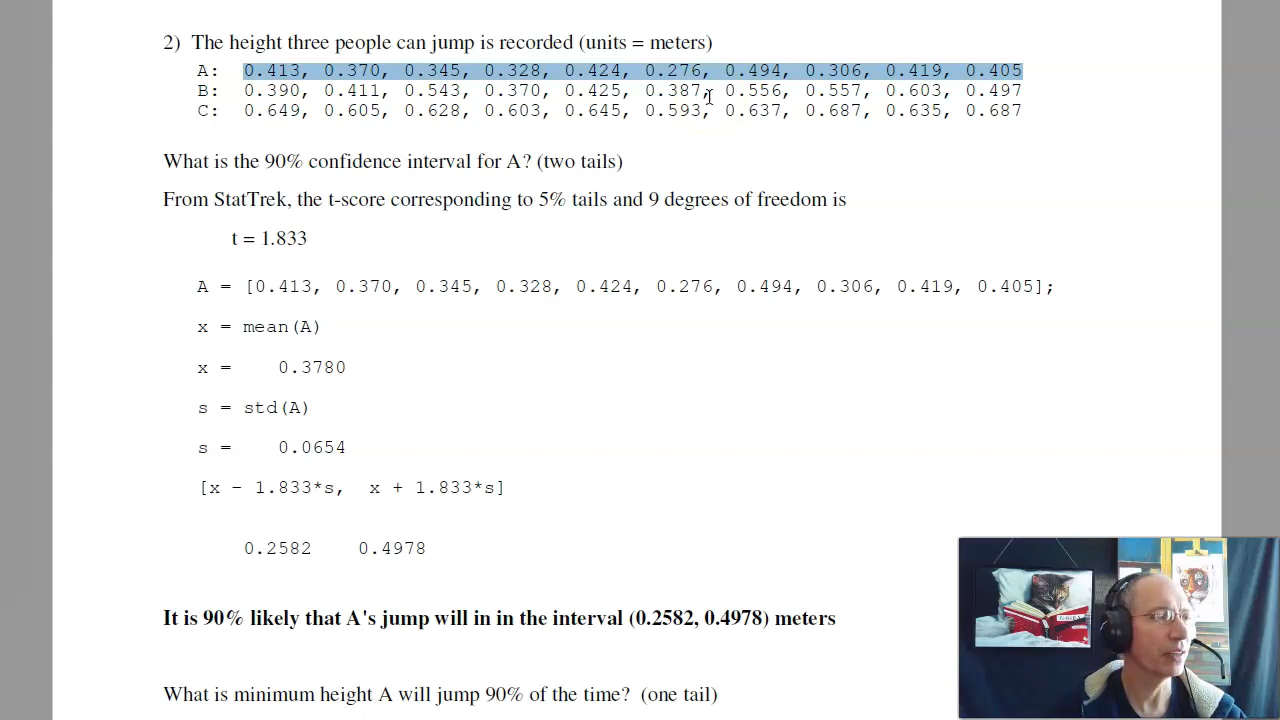 2) The height three people can jump is recorded (units = meters)
A: 0.413, 0.370, 0.345, 0.328, 0.424, 0.276, 0.494, 0.306, 0.419, 0.405
B: 0.390, 0.411, 0.543, 0.370, 0.425, 0.387, 0.556, 0.557, 0.603, 0.497
C: 0.649, 0.605, 0.628, 0.603, 0.645, 0.593, 0.637, 0.687, 0.635, 0.687
What is the 90% confidence interval for A? (two tails)
From StatTrek, the t-score corresponding to 5% tails and 9 degrees of freedom is
t = 1.833
A = [0.413, 0.370, 0.345, 0.328, 0.424, 0.276, 0.494, 0.306, 0.419, 0.405];
x = mean(A)
x = 0.3780
s = std(A)
s = 0.0654
[x - 1.833*s, x + 1.833*s]
0.2582 0.4978
It is 90% likely that A's jump will in in the interval (0.2582, 0.4978) meters
What is minimum height A will jump 90% of the time? (one tail)